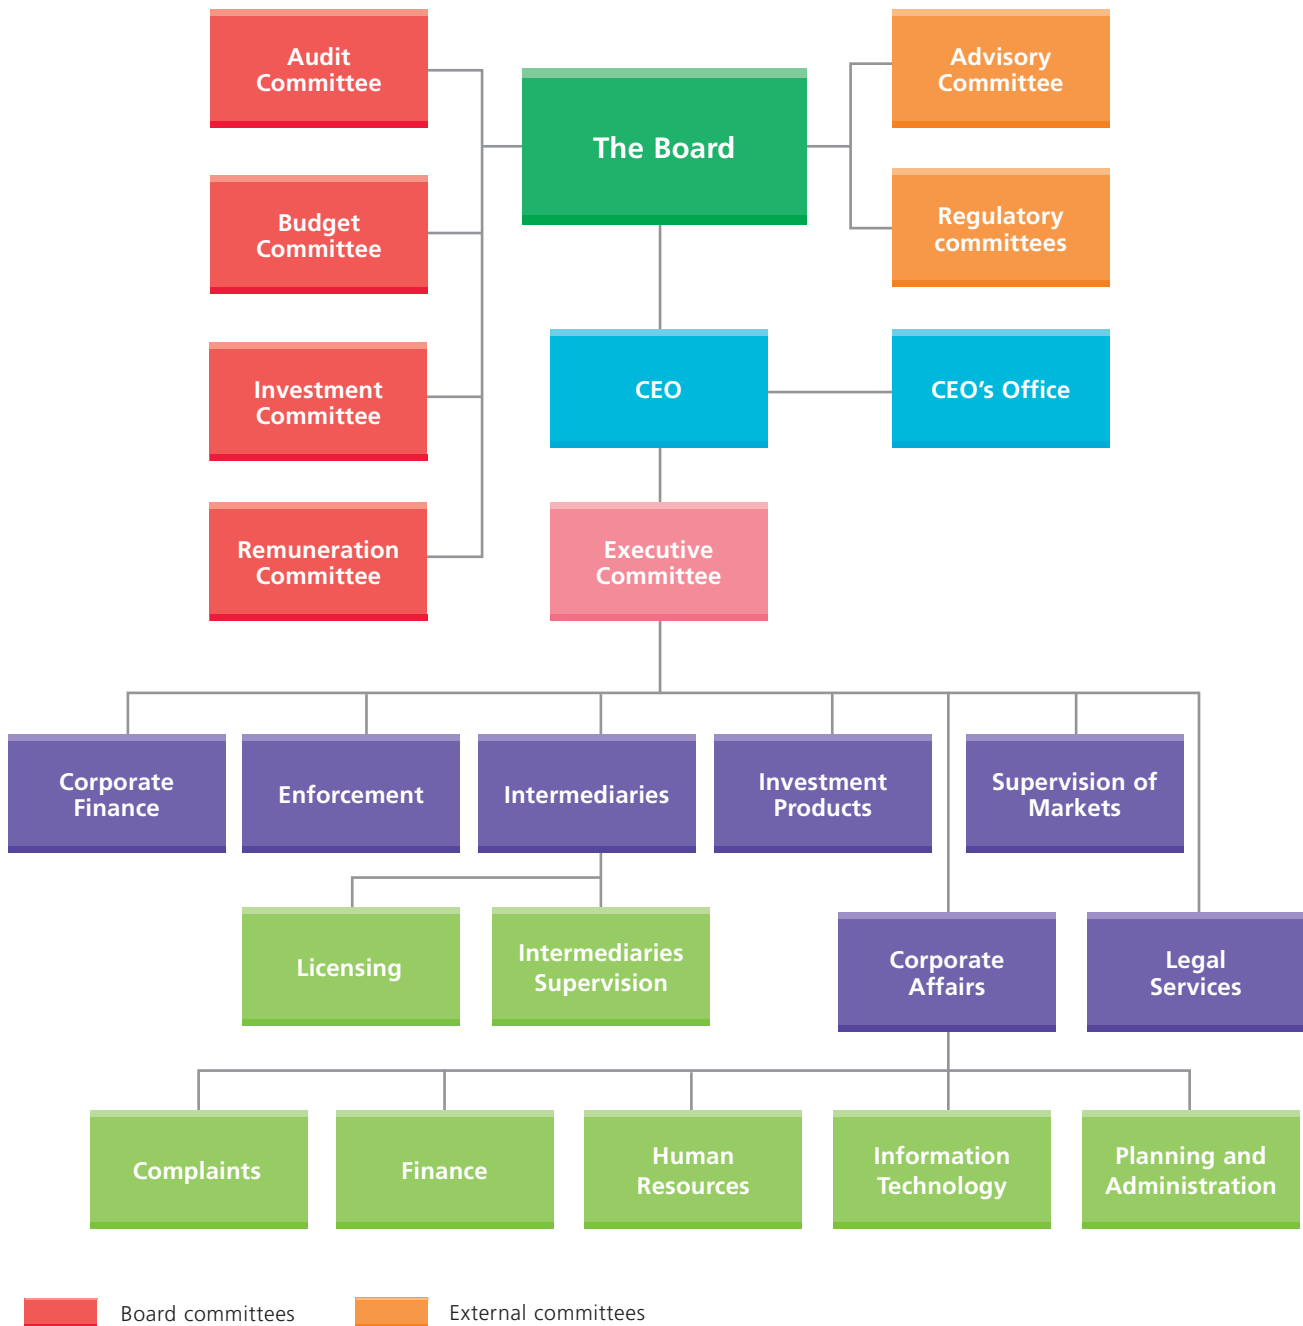 Audit
Committee
Advisory
Committee
The Board
Budget
Committee
Regulatory
committees
Investment
Committee
CEO
CEO’s Office
Remuneration
Committee
Executive
Committee
Corporate
Finance
Enforcement
Intermediaries
Investment
Products
Supervision of
Markets
Licensing
Intermediaries
Supervision
Corporate
Affairs
Legal
Services
Complaints
Finance
Human
Resources
Information
Technology
Planning and
Administration
Board committees
External committees